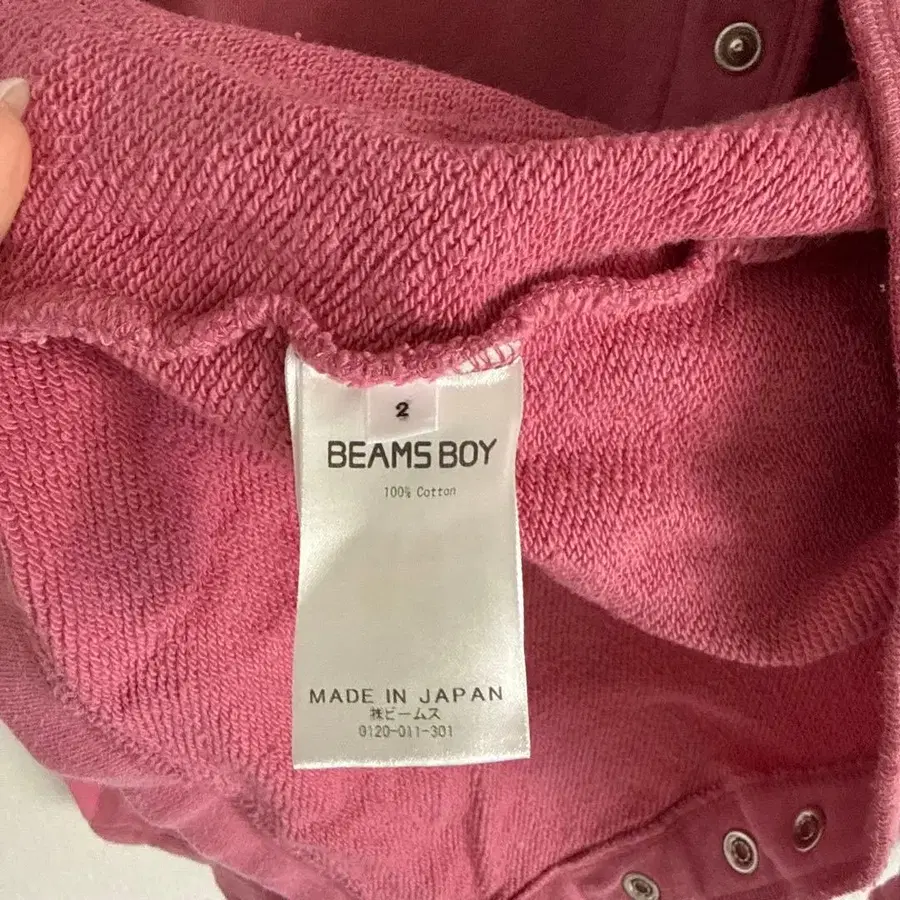 2
BEAMS BOY
100% Cotton
MADE IN JAPAN
㈱ビームス
0120-011-301